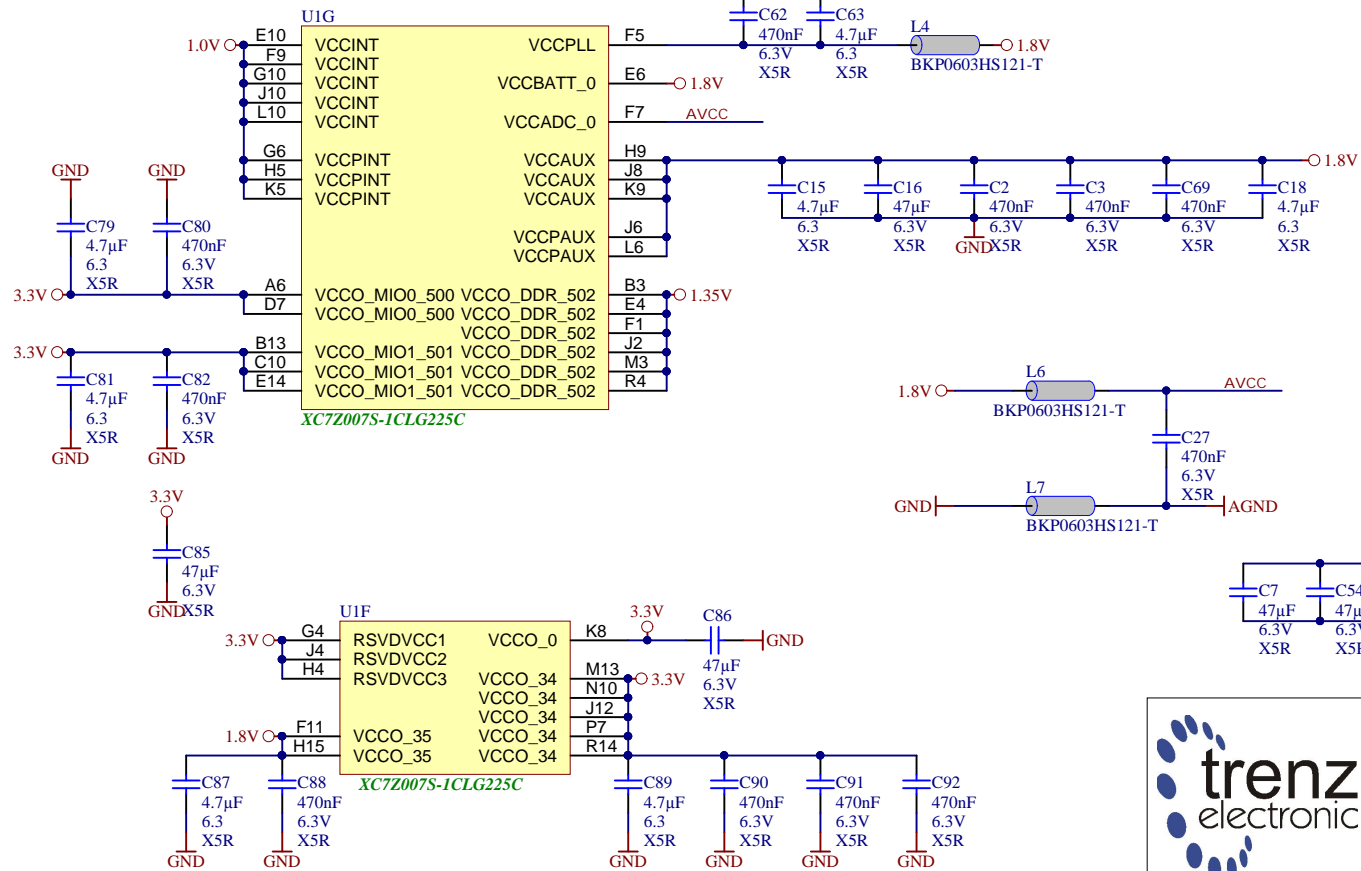 U1G
1.0V
E10 VCCINT
F9 VCCINT
G10 VCCINT
J10 VCCINT
L10 VCCINT
G6 VCCPINT
H5 VCCPINT
K5 VCCPINT
A6 VCCO_MIO0_500
D7 VCCO_MIO0_500
B13 VCCO_MIO1_501
C10 VCCO_MIO1_501
E14 VCCO_MIO1_501
VCCPLL F5
VCCBATT_0 E6 1.8V
VCCADC_0 F7 AVCC
VCCAUX H9
VCCAUX J8
VCCAUX K9
VCCPAUX J6
VCCPAUX L6
VCCO_DDR_502 B3 1.35V
VCCO_DDR_502 E4
VCCO_DDR_502 F1
VCCO_DDR_502 J2
VCCO_DDR_502 M3
VCCO_DDR_502 R4
XC7Z007S-1CLG225C
C62
470nF
6.3V
X5R
C63
4.7µF
6.3
X5R
L4
1.8V
BKP0603HS121-T
1.8V
C15
4.7µF
6.3
X5R
C16
47µF
6.3V
X5R
C2
470nF
6.3V
X5R
GND
C3
470nF
6.3V
X5R
C69
470nF
6.3V
X5R
C18
4.7µF
6.3
X5R
GND
C79
4.7µF
6.3
X5R
GND
C80
470nF
6.3V
X5R
3.3V
3.3V
C81
4.7µF
6.3
X5R
GND
C82
470nF
6.3V
X5R
GND
3.3V
C85
47µF
6.3V
X5R
GND
1.8V
L6
BKP0603HS121-T
AVCC
C27
470nF
6.3V
X5R
GND
L7
BKP0603HS121-T
AGND
C7
47µF
6.3V
X5R
C54
47µ
6.3V
X5R
U1F
3.3V
G4 RSVDVCC1
J4 RSVDVCC2
H4 RSVDVCC3
1.8V
F11 VCCO_35
H15 VCCO_35
VCCO_0 K8
VCCO_34 M13 3.3V
VCCO_34 N10
VCCO_34 J12
VCCO_34 P7
VCCO_34 R14
XC7Z007S-1CLG225C
3.3V
C86
47µF
6.3V
X5R
GND
C87
4.7µF
6.3
X5R
GND
C88
470nF
6.3V
X5R
GND
C89
4.7µF
6.3
X5R
GND
C90
470nF
6.3V
X5R
GND
C91
470nF
6.3V
X5R
GND
C92
470nF
6.3V
X5R
GND
trenz
electronic